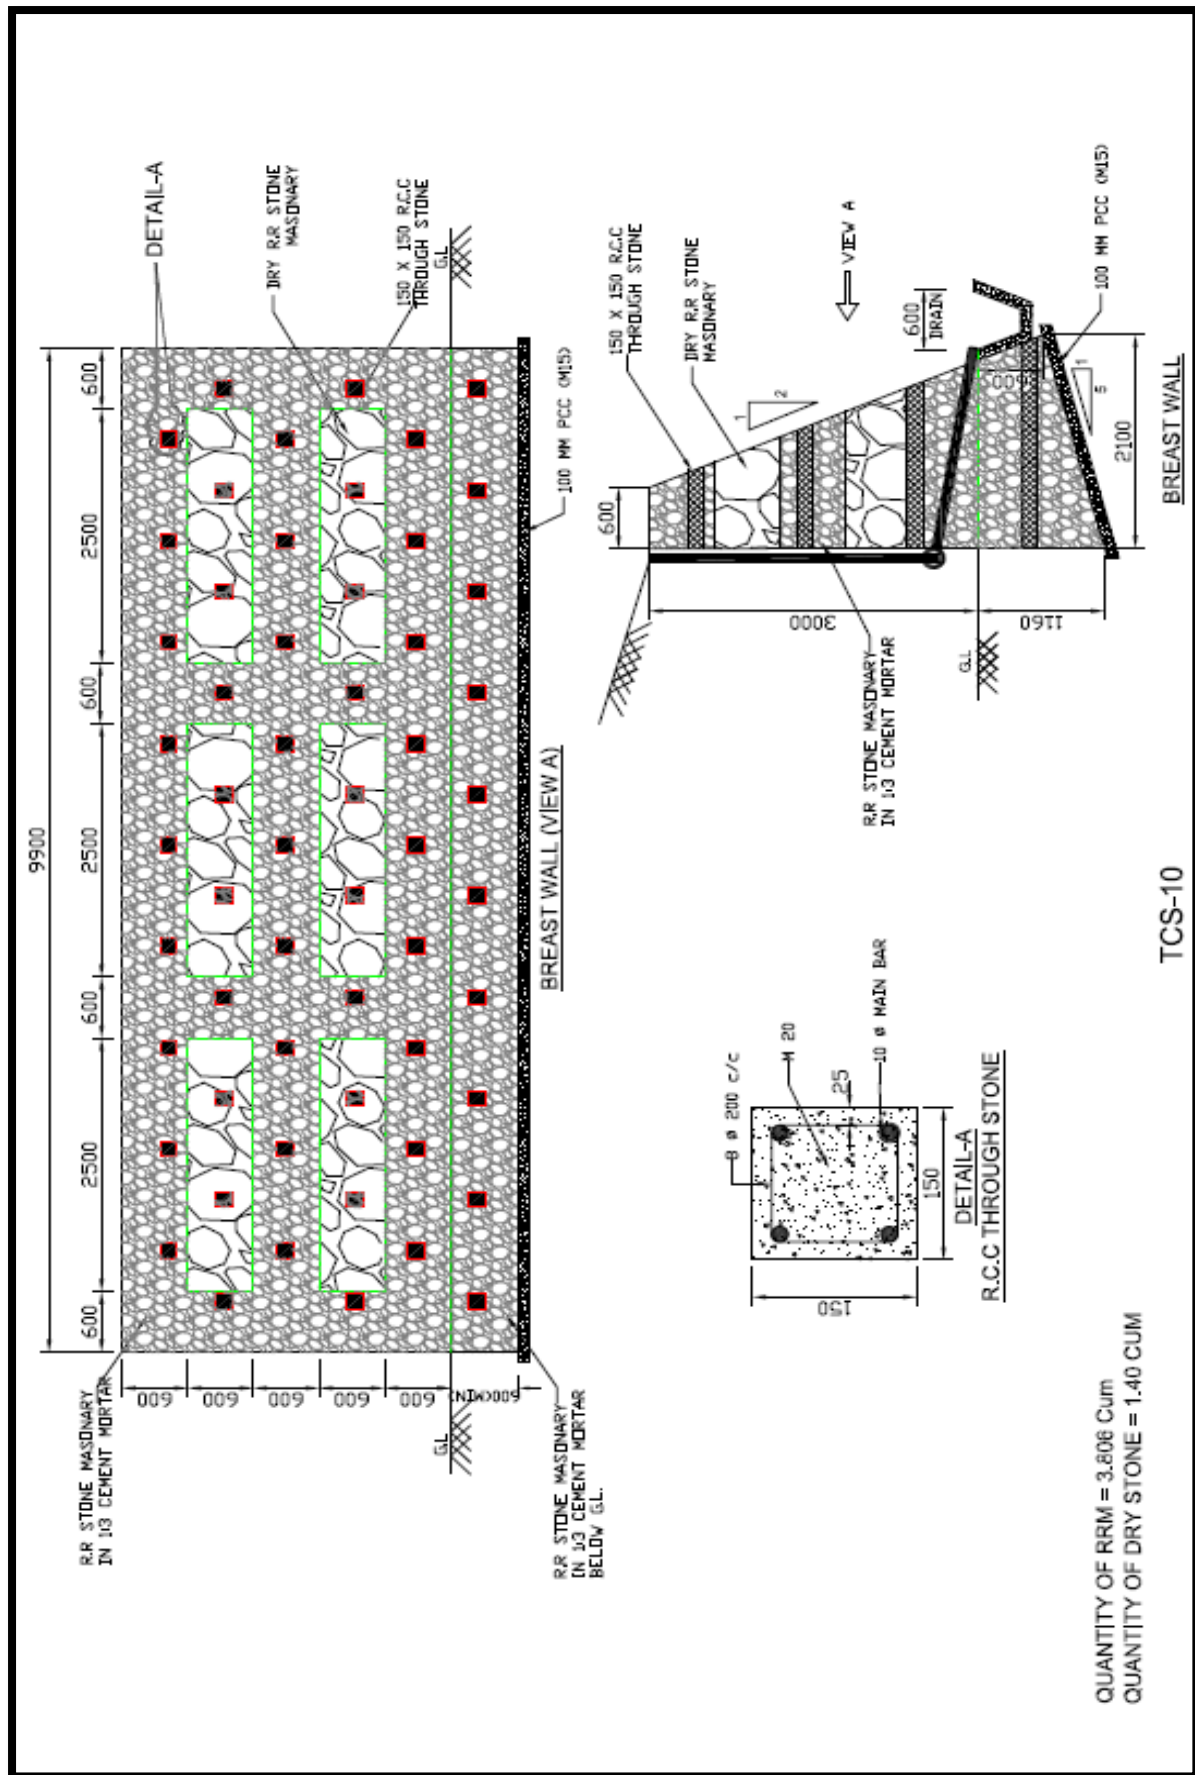 9900
600
2500
600
2500
600
2500
600
R.R STONE MASONARY
IN 1:3 CEMENT MORTAR
DETAIL-A
DRY R.R STONE
MASONARY
150 X 150 R.C.C
THROUGH STONE
G.L
600
600
600
600
600
600(MIN)
G.L
R.R STONE MASONARY
IN 1:3 CEMENT MORTAR
BELOW G.L.
100 MM PCC (M15)
BREAST WALL (VIEW A)
150 X 150 R.C.C
THROUGH STONE
DRY R.R STONE
MASONARY
VIEW A
600
1
2
3000
1160
G.L
R.R STONE MASONARY
IN 1:3 CEMENT MORTAR
600
DRAIN
600
1
5
100 MM PCC (M15)
2100
BREAST WALL
8 ø 200 c/c
M 20
25
10 ø MAIN BAR
150
150
DETAIL-A
R.C.C THROUGH STONE
QUANTITY OF RRM = 3.808 Cum
QUANTITY OF DRY STONE = 1.40 CUM
TCS-10